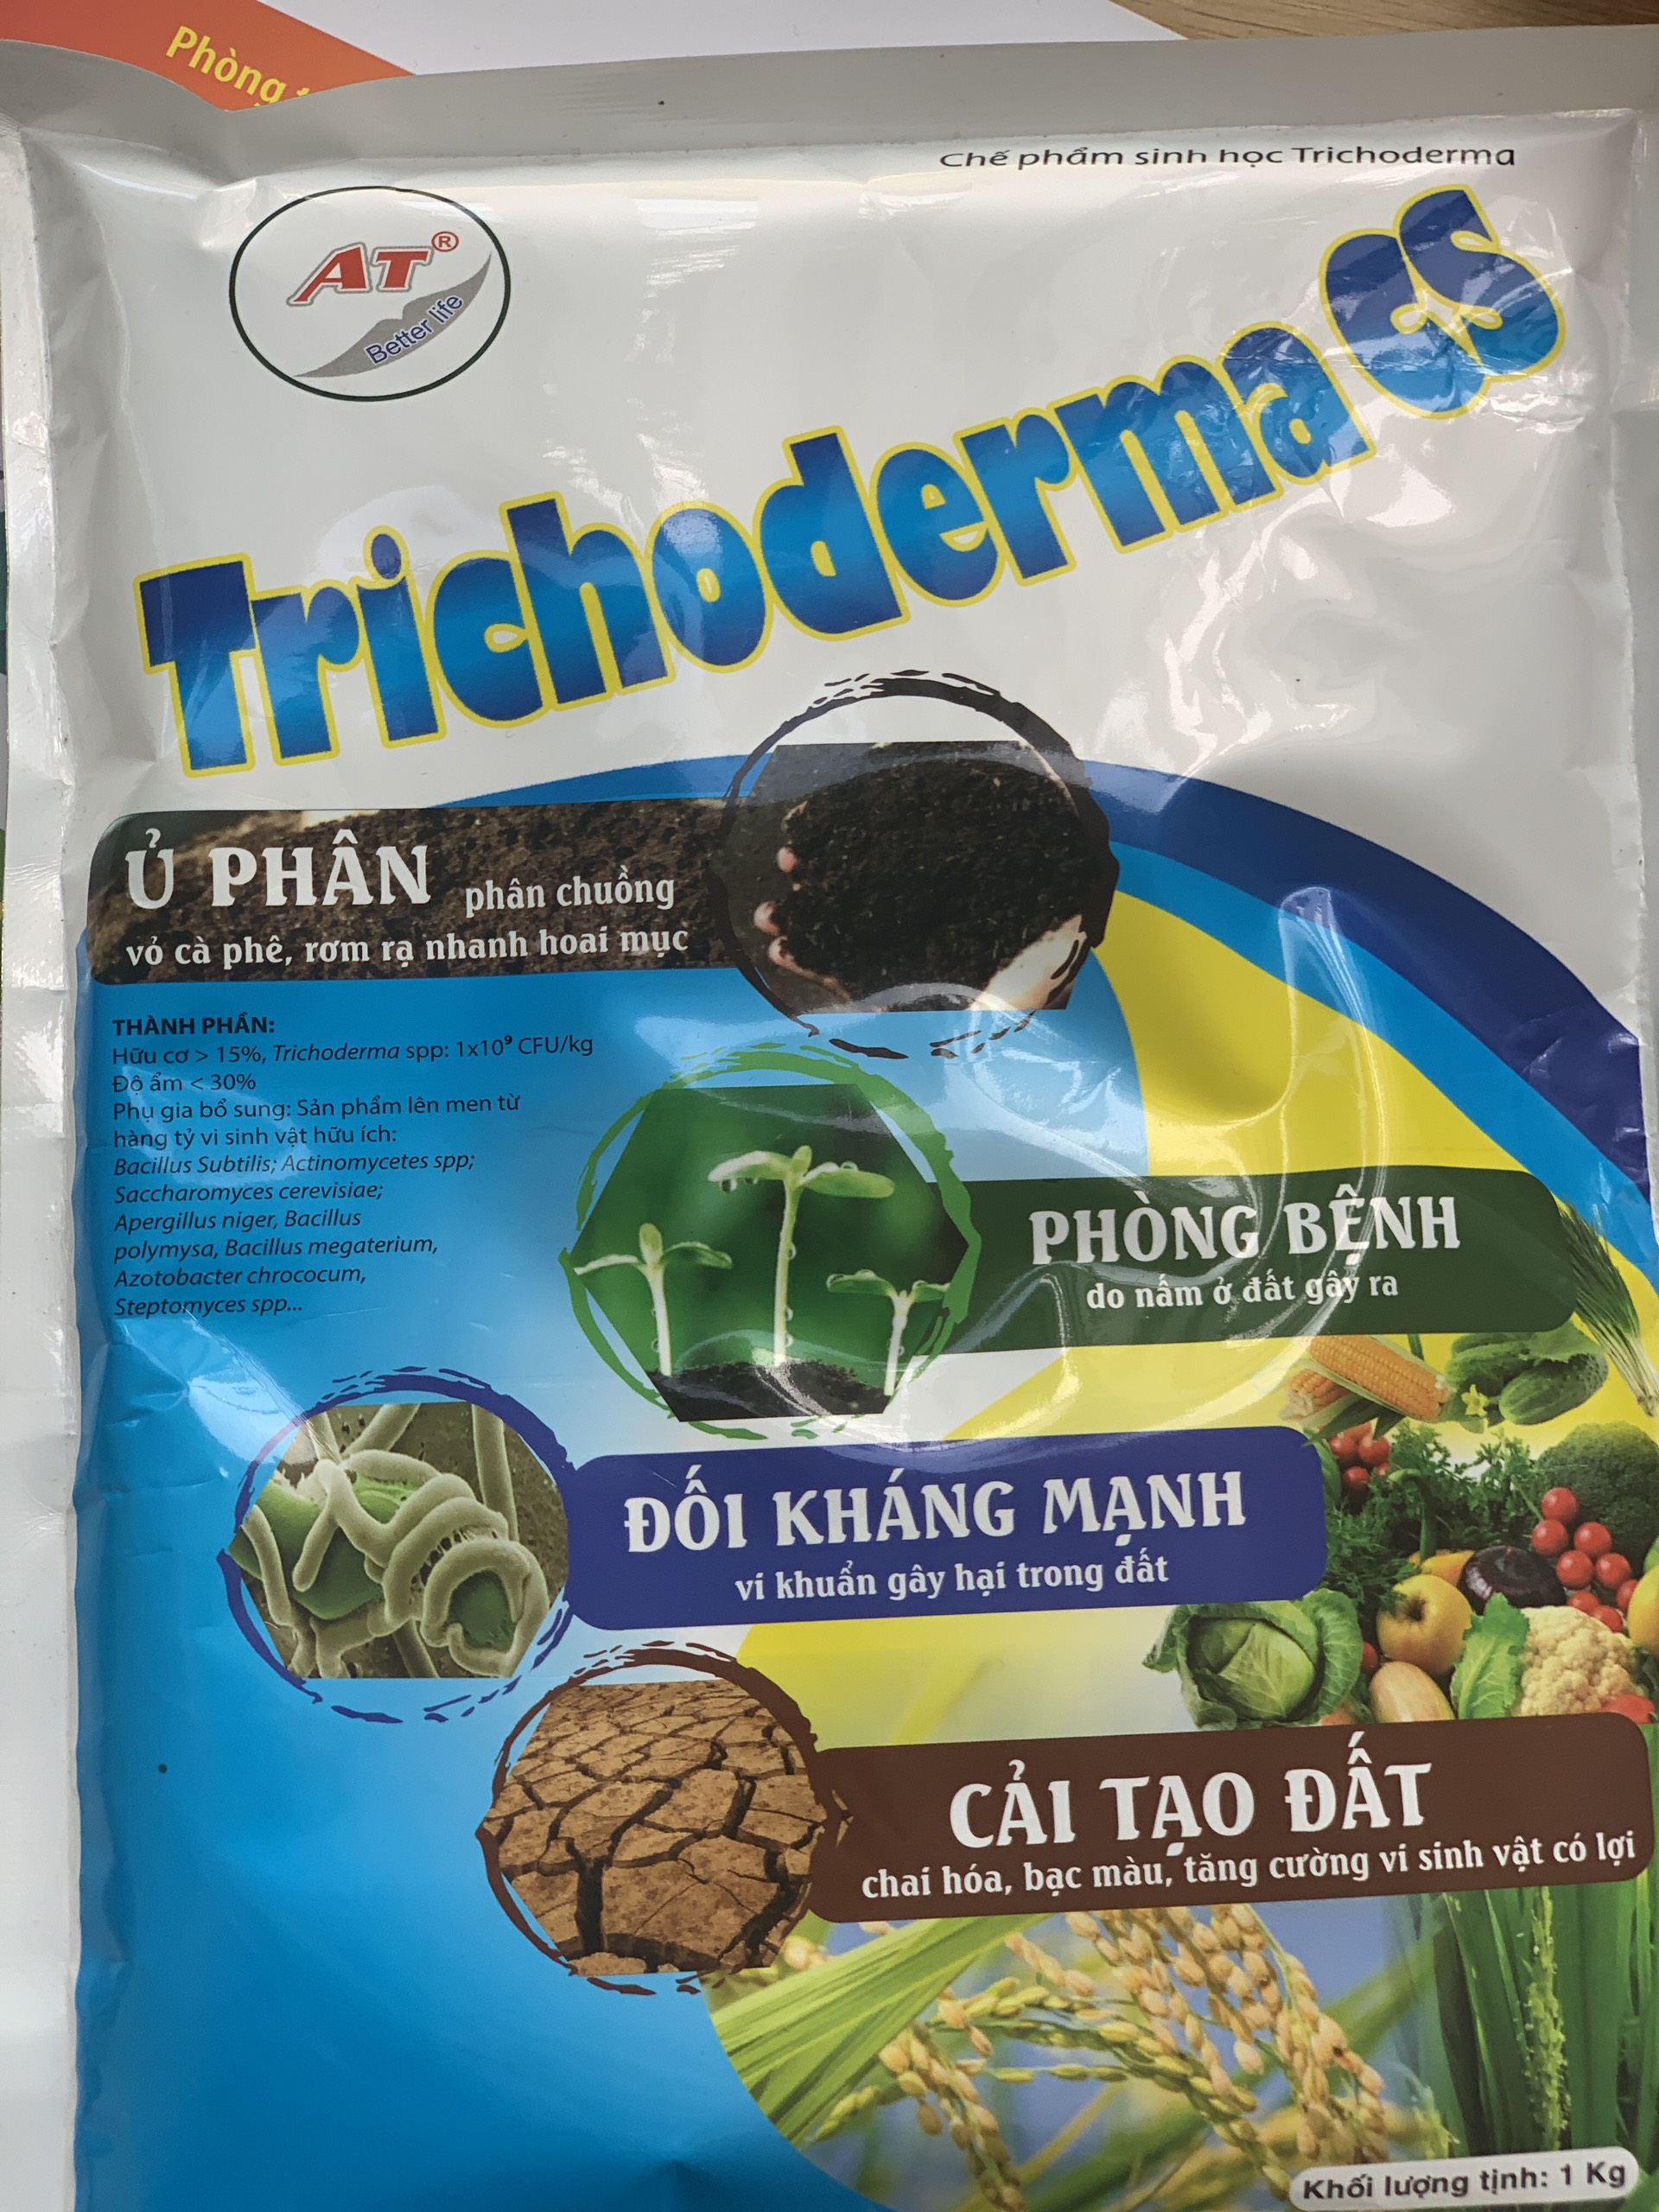 Phòng
Chế phẩm sinh học Trichoderma
AT®
Better life
Trichoderma CS
Ủ PHÂN phân chuồng
vỏ cà phê, rơm rạ nhanh hoai mục
THÀNH PHẦN:
Hữu cơ > 15%, Trichoderma spp: 1x10⁹ CFU/kg
Độ ẩm < 30%
Phụ gia bổ sung: Sản phẩm lên men từ
hàng tỷ vi sinh vật hữu ích:
Bacillus Subtilis; Actinomycetes spp;
Saccharomyces cerevisiae;
Apergillus niger, Bacillus
polymysa, Bacillus megaterium,
Azotobacter chrococum,
Steptomyces spp...
PHÒNG BỆNH
do nấm ở đất gây ra
ĐỐI KHÁNG MẠNH
vi khuẩn gây hại trong đất
CẢI TẠO ĐẤT
chai hóa, bạc màu, tăng cường vi sinh vật có lợi
Khối lượng tịnh: 1 Kg